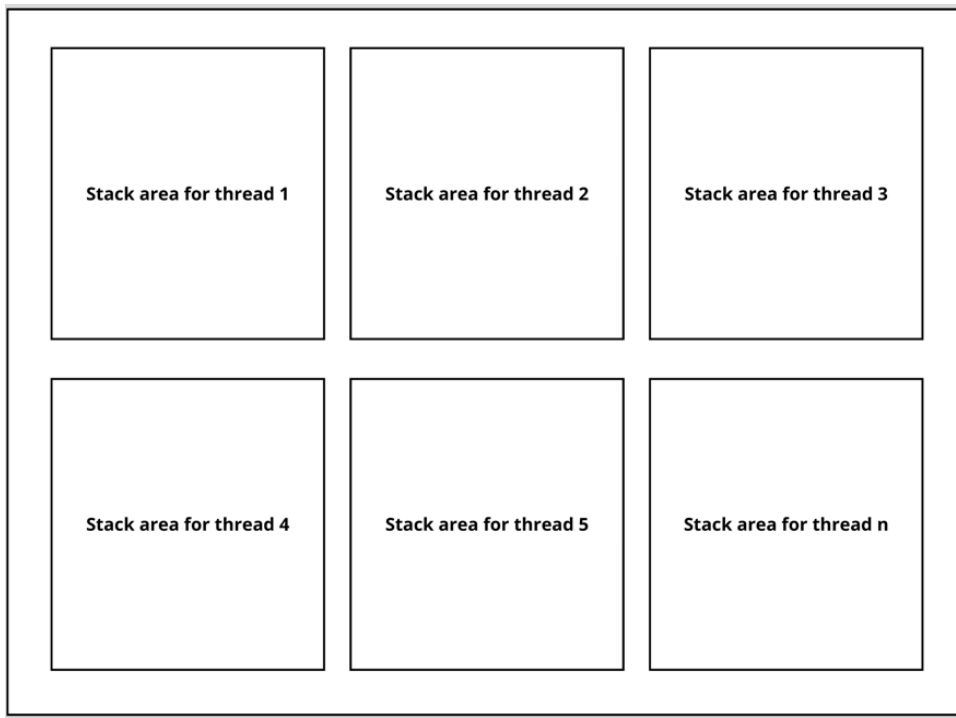 Stack area for thread 1
Stack area for thread 2
Stack area for thread 3
Stack area for thread 4
Stack area for thread 5
Stack area for thread n